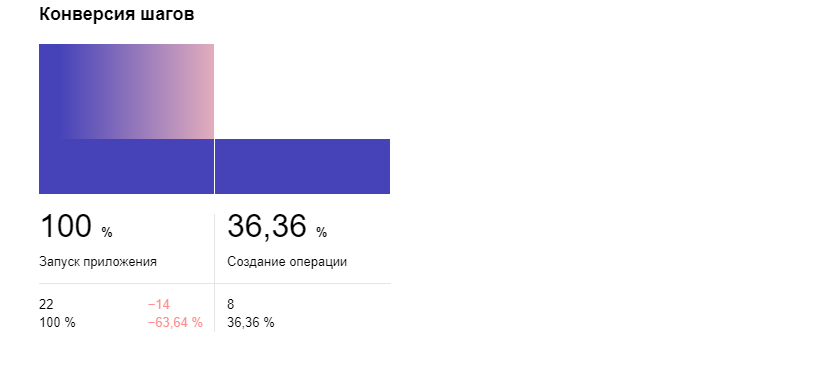 Конверсия шагов
100 % 36,36 %
Запуск приложения Создание операции
22 −14 8
100 % −63,64 % 36,36 %